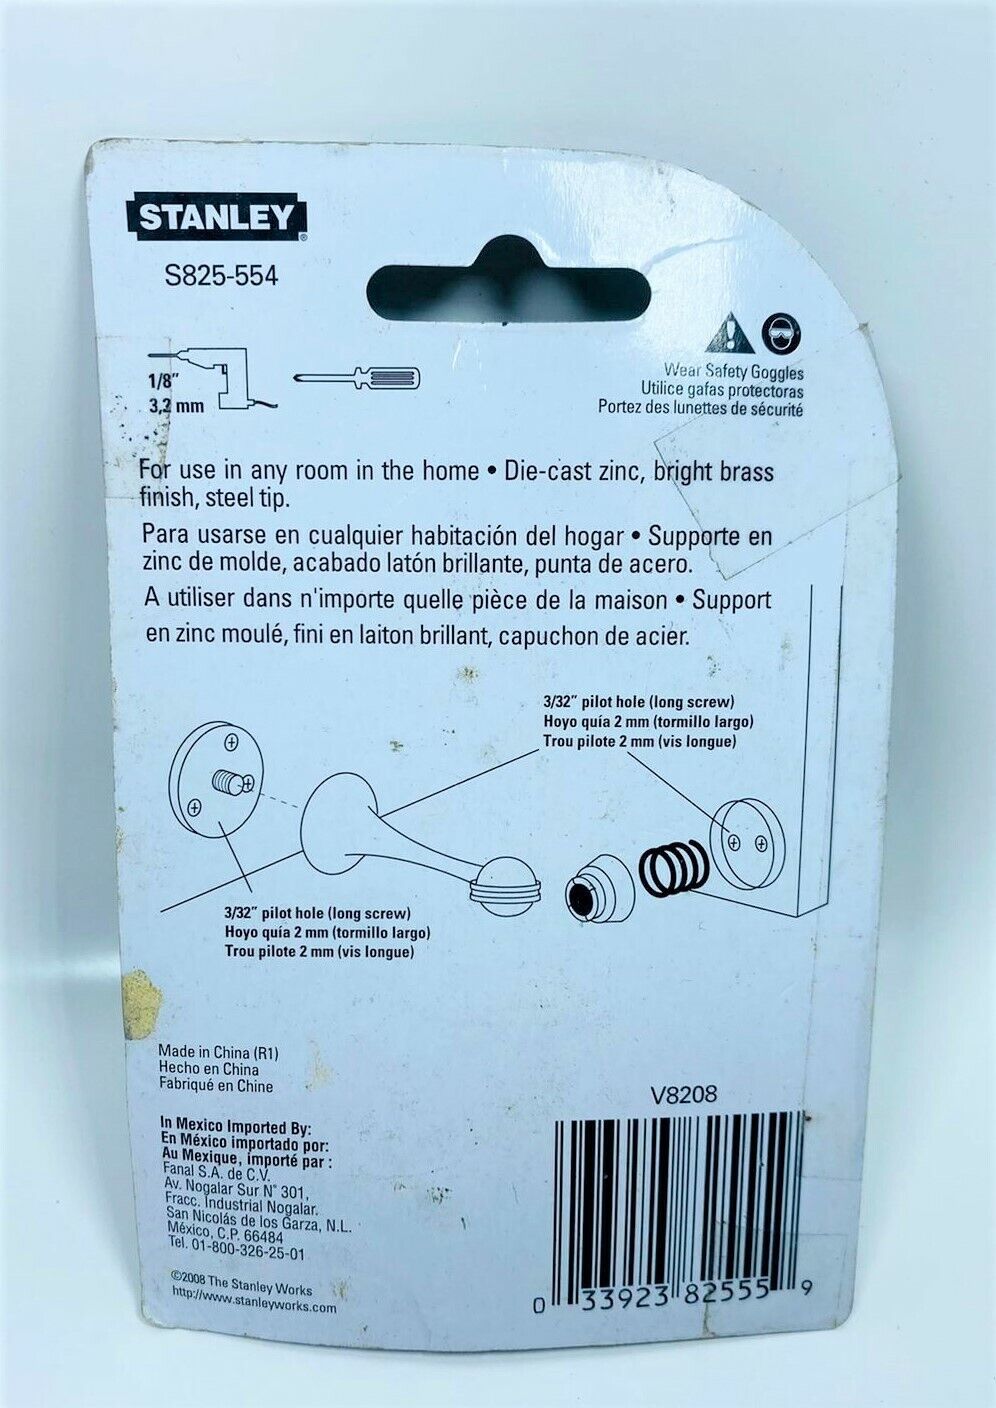 STANLEY®
S825-554
1/8"
3,2 mm
Wear Safety Goggles
Utilice gafas protectoras
Portez des lunettes de sécurité
For use in any room in the home • Die-cast zinc, bright brass
finish, steel tip.
Para usarse en cualquier habitación del hogar • Supporte en
zinc de molde, acabado latón brillante, punta de acero.
A utiliser dans n'importe quelle pièce de la maison • Support
en zinc moulé, fini en laiton brillant, capuchon de acier.
3/32" pilot hole (long screw)
Hoyo quía 2 mm (tormillo largo)
Trou pilote 2 mm (vis longue)
3/32" pilot hole (long screw)
Hoyo quía 2 mm (tormillo largo)
Trou pilote 2 mm (vis longue)
Made in China (R1)
Hecho en China
Fabriqué en Chine
In Mexico Imported By:
En México importado por:
Au Mexique, importé par :
Fanal S.A. de C.V.
Av. Nogalar Sur N° 301,
Fracc. Industrial Nogalar.
San Nicolás de los Garza, N.L.
México, C.P. 66484
Tel. 01-800-326-25-01
©2008 The Stanley Works
http://www.stanleyworks.com
V8208
0 33923 82555 9